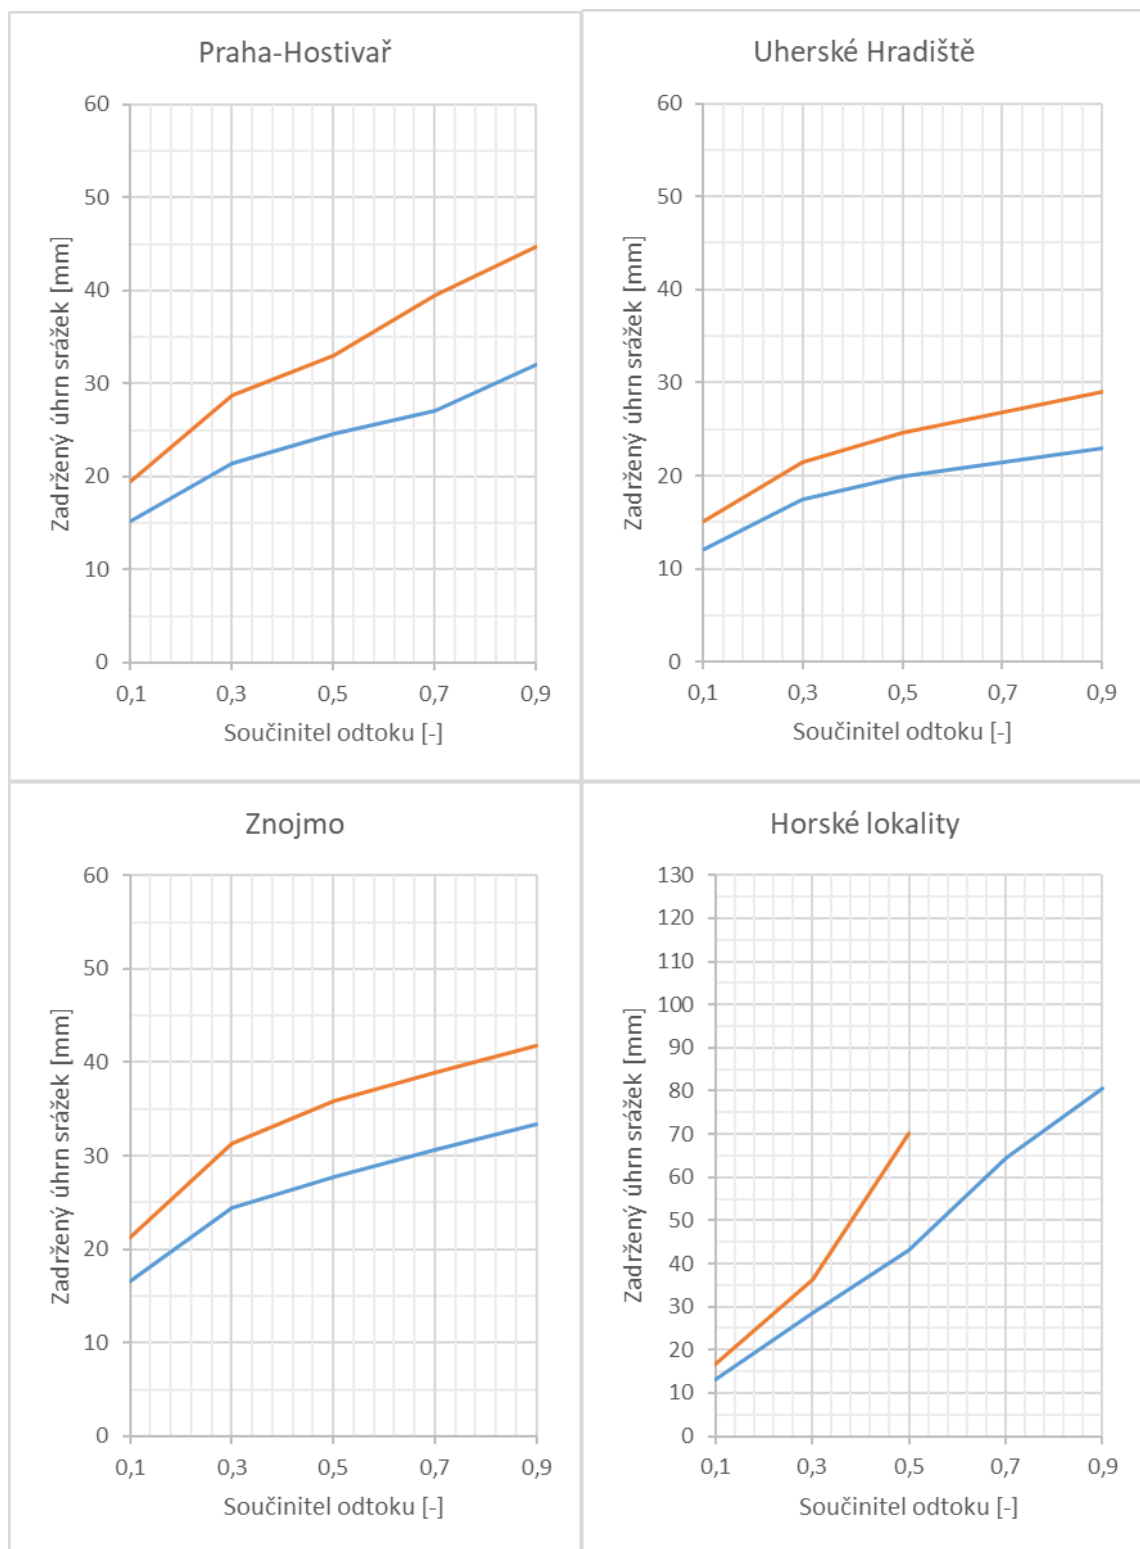 Praha-Hostivař
60
50
40
30
20
10
0
0,1 0,3 0,5 0,7 0,9
Zadržený úhrn srážek [mm]
Součinitel odtoku [-]
Uherské Hradiště
60
50
40
30
20
10
0
0,1 0,3 0,5 0,7 0,9
Zadržený úhrn srážek [mm]
Součinitel odtoku [-]
Znojmo
60
50
40
30
20
10
0
0,1 0,3 0,5 0,7 0,9
Zadržený úhrn srážek [mm]
Součinitel odtoku [-]
Horské lokality
130
120
110
100
90
80
70
60
50
40
30
20
10
0
0,1 0,3 0,5 0,7 0,9
Zadržený úhrn srážek [mm]
Součinitel odtoku [-]